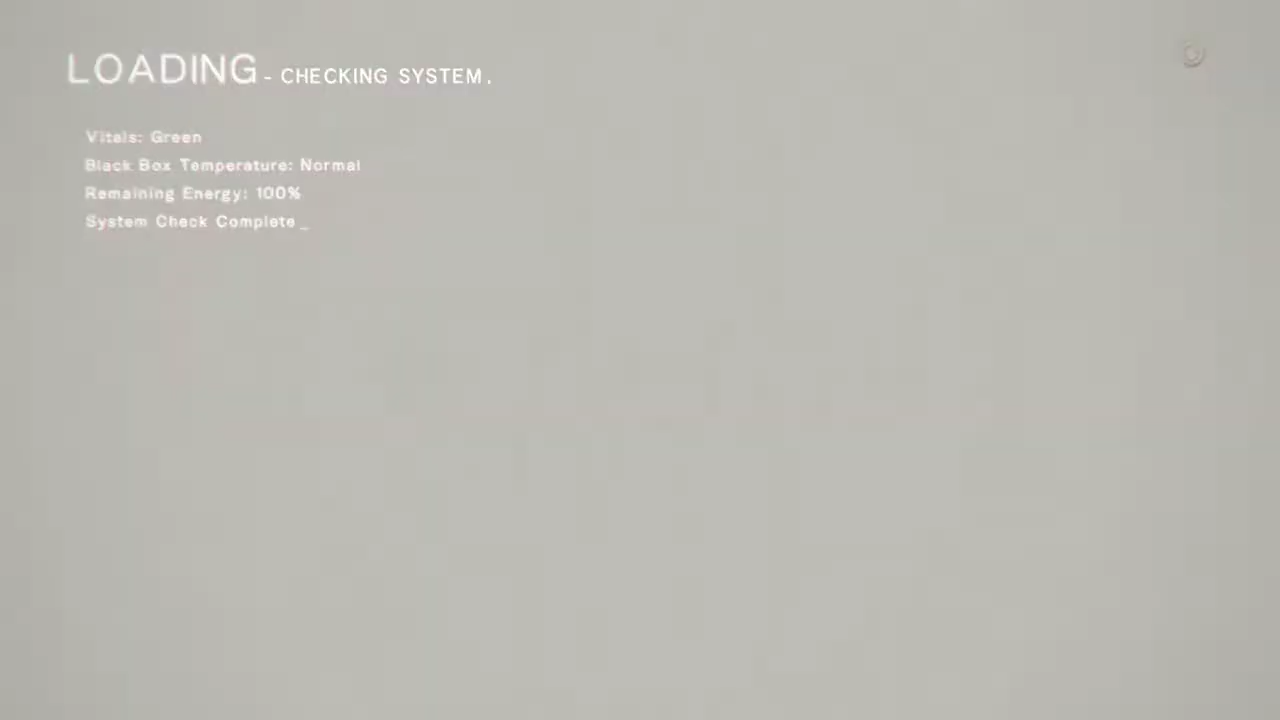 LOADING - CHECKING SYSTEM.
Vitals: Green
Black Box Temperature: Normal
Remaining Energy: 100%
System Check Complete _